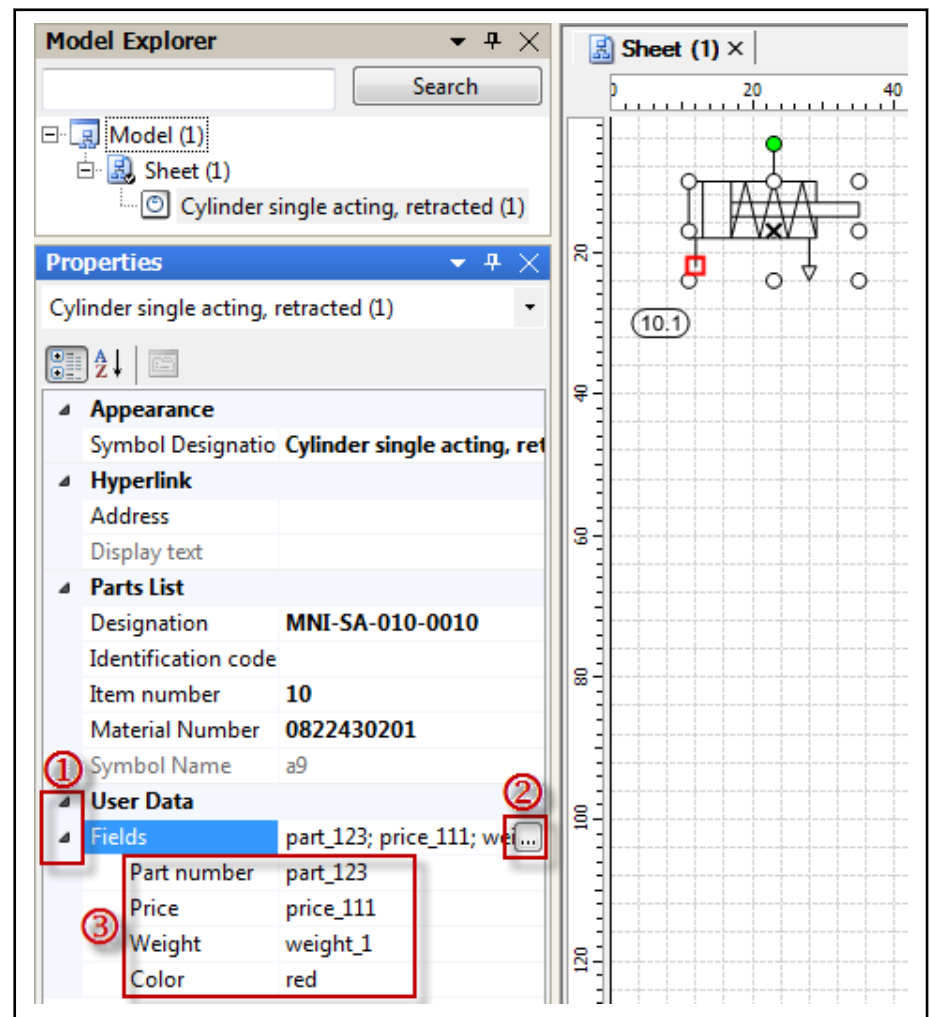 Model Explorer
Search
Model (1)
Sheet (1)
Cylinder single acting, retracted (1)
Properties
Cylinder single acting, retracted (1)
A
Z
Appearance
Symbol Designatio Cylinder single acting, ret
Hyperlink
Address
Display text
Parts List
Designation MNI-SA-010-0010
Identification code
Item number 10
Material Number 0822430201
① Symbol Name a9
User Data ②
Fields part_123; price_111; wei ...
Part number part_123
③ Price price_111
Weight weight_1
Color red
Sheet (1)
0 20 40
(10.1)
20
40
60
80
100
120